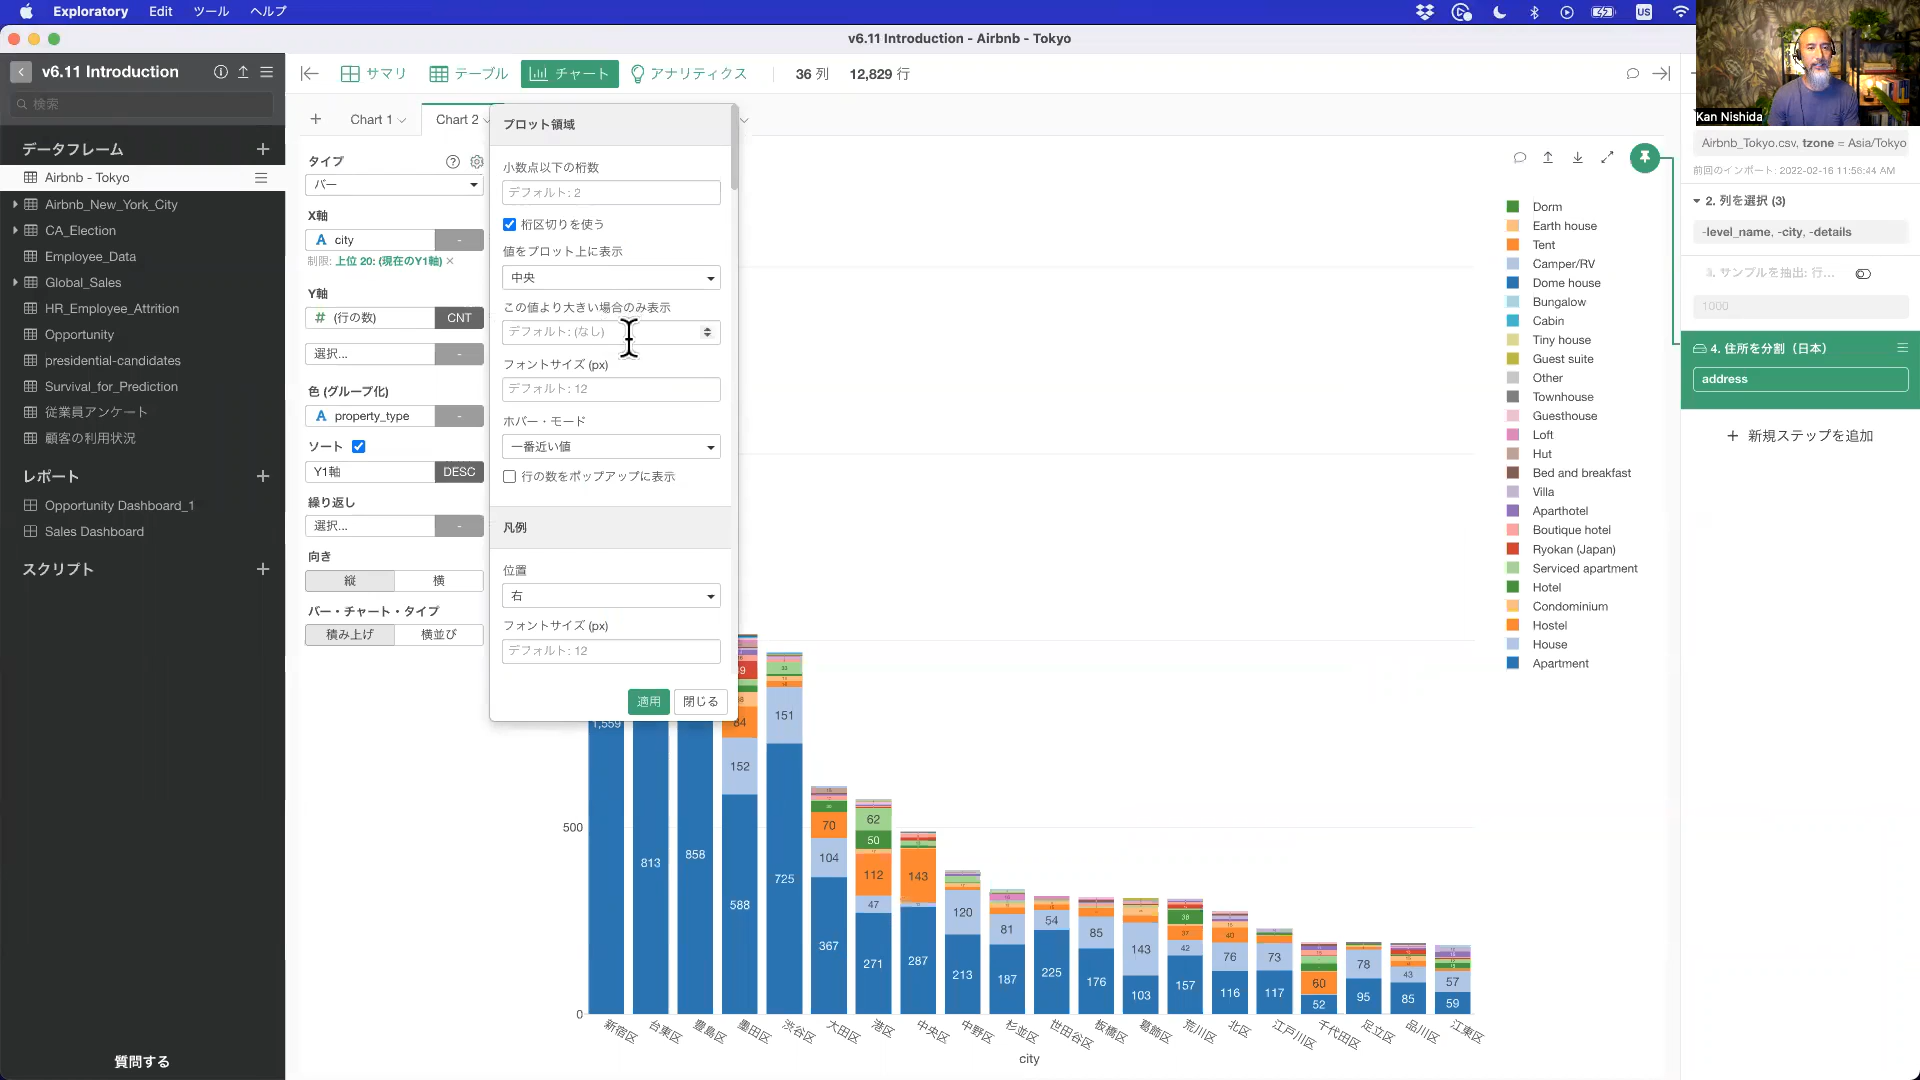 Exploratory Edit ツール ヘルプ
US
v6.11 Introduction - Airbnb - Tokyo
v6.11 Introduction
検索
データフレーム
Airbnb - Tokyo
Airbnb_New_York_City
CA_Election
Employee_Data
Global_Sales
HR_Employee_Attrition
Opportunity
presidential-candidates
Survival_for_Prediction
従業員アンケート
顧客の利用状況
レポート
Opportunity Dashboard_1
Sales Dashboard
スクリプト
質問する
サマリ テーブル チャート アナリティクス 36 列 12,829 行
Chart 1 Chart 2
タイプ
バー
X軸
A city -
制限: 上位 20: (現在のY1軸) ×
Y軸
# (行の数) CNT
選択... -
色 (グループ化)
A property_type -
ソート
Y1軸 DESC
繰り返し
選択... -
向き
縦 横
バー・チャート・タイプ
積み上げ 横並び
プロット領域
小数点以下の桁数
デフォルト: 2
桁区切りを使う
値をプロット上に表示
中央
この値より大きい場合のみ表示
デフォルト: (なし)
フォントサイズ (px)
デフォルト: 12
ホバー・モード
一番近い値
行の数をポップアップに表示
凡例
位置
右
フォントサイズ (px)
デフォルト: 12
適用 閉じる
500
0
1,559
813
858
84
152
588
151
725
70
104
367
62
50
112
47
271
143
287
120
213
81
187
54
225
85
176
143
103
38
37
42
157
40
76
116
73
117
60
52
78
95
43
85
57
59
新宿区 台東区 豊島区 墨田区 渋谷区 大田区 港区 中央区 中野区 杉並区 世田谷区 板橋区 葛飾区 荒川区 北区 江戸川区 千代田区 足立区 品川区 江東区
city
Dorm
Earth house
Tent
Camper/RV
Dome house
Bungalow
Cabin
Tiny house
Guest suite
Other
Townhouse
Guesthouse
Loft
Hut
Bed and breakfast
Villa
Aparthotel
Boutique hotel
Ryokan (Japan)
Serviced apartment
Hotel
Condominium
Hostel
House
Apartment
Kan Nishida
Airbnb_Tokyo.csv, tzone = Asia/Tokyo
前回のインポート: 2022-02-16 11:56:44 AM
2. 列を選択 (3)
-level_name, -city, -details
3. サンプルを抽出: 行...
1000
4. 住所を分割（日本）
address
新規ステップを追加